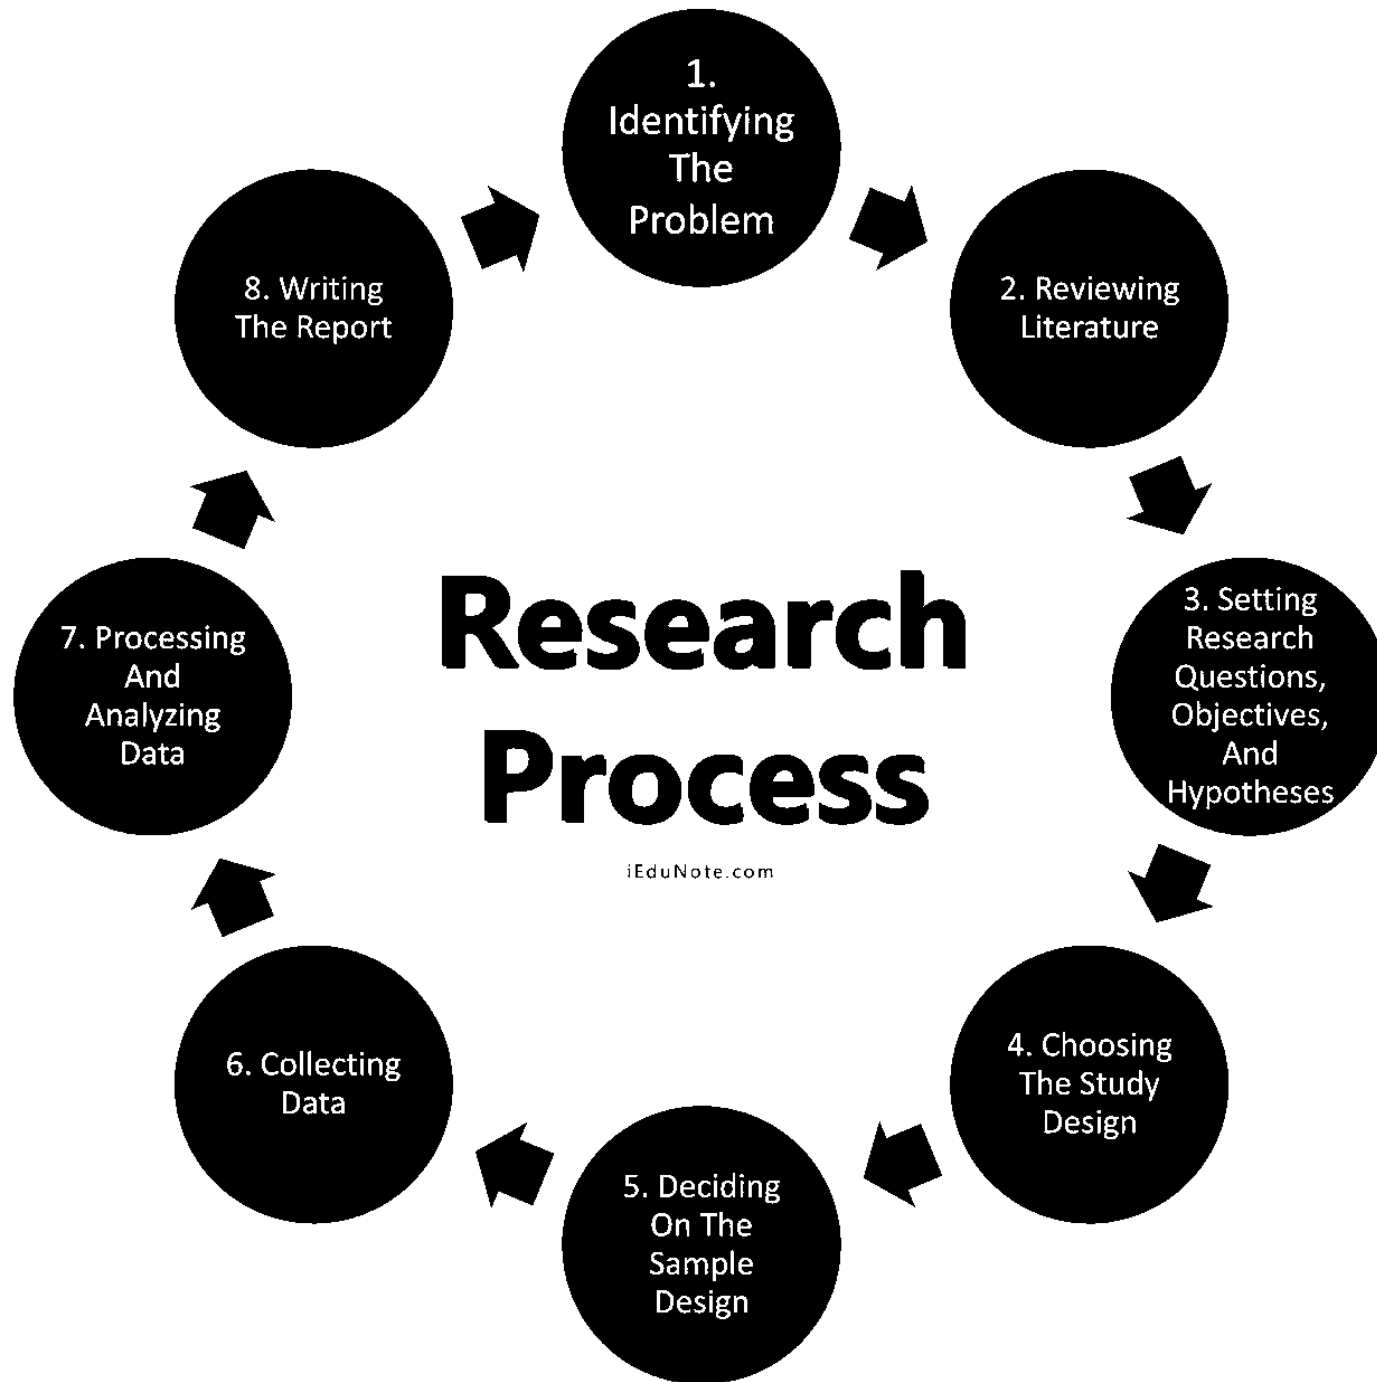 1.
Identifying
The
Problem
2. Reviewing
Literature
3. Setting
Research
Questions,
Objectives,
And
Hypotheses
4. Choosing
The Study
Design
5. Deciding
On The
Sample
Design
6. Collecting
Data
7. Processing
And
Analyzing
Data
8. Writing
The Report
Research
Process
iEduNote.com